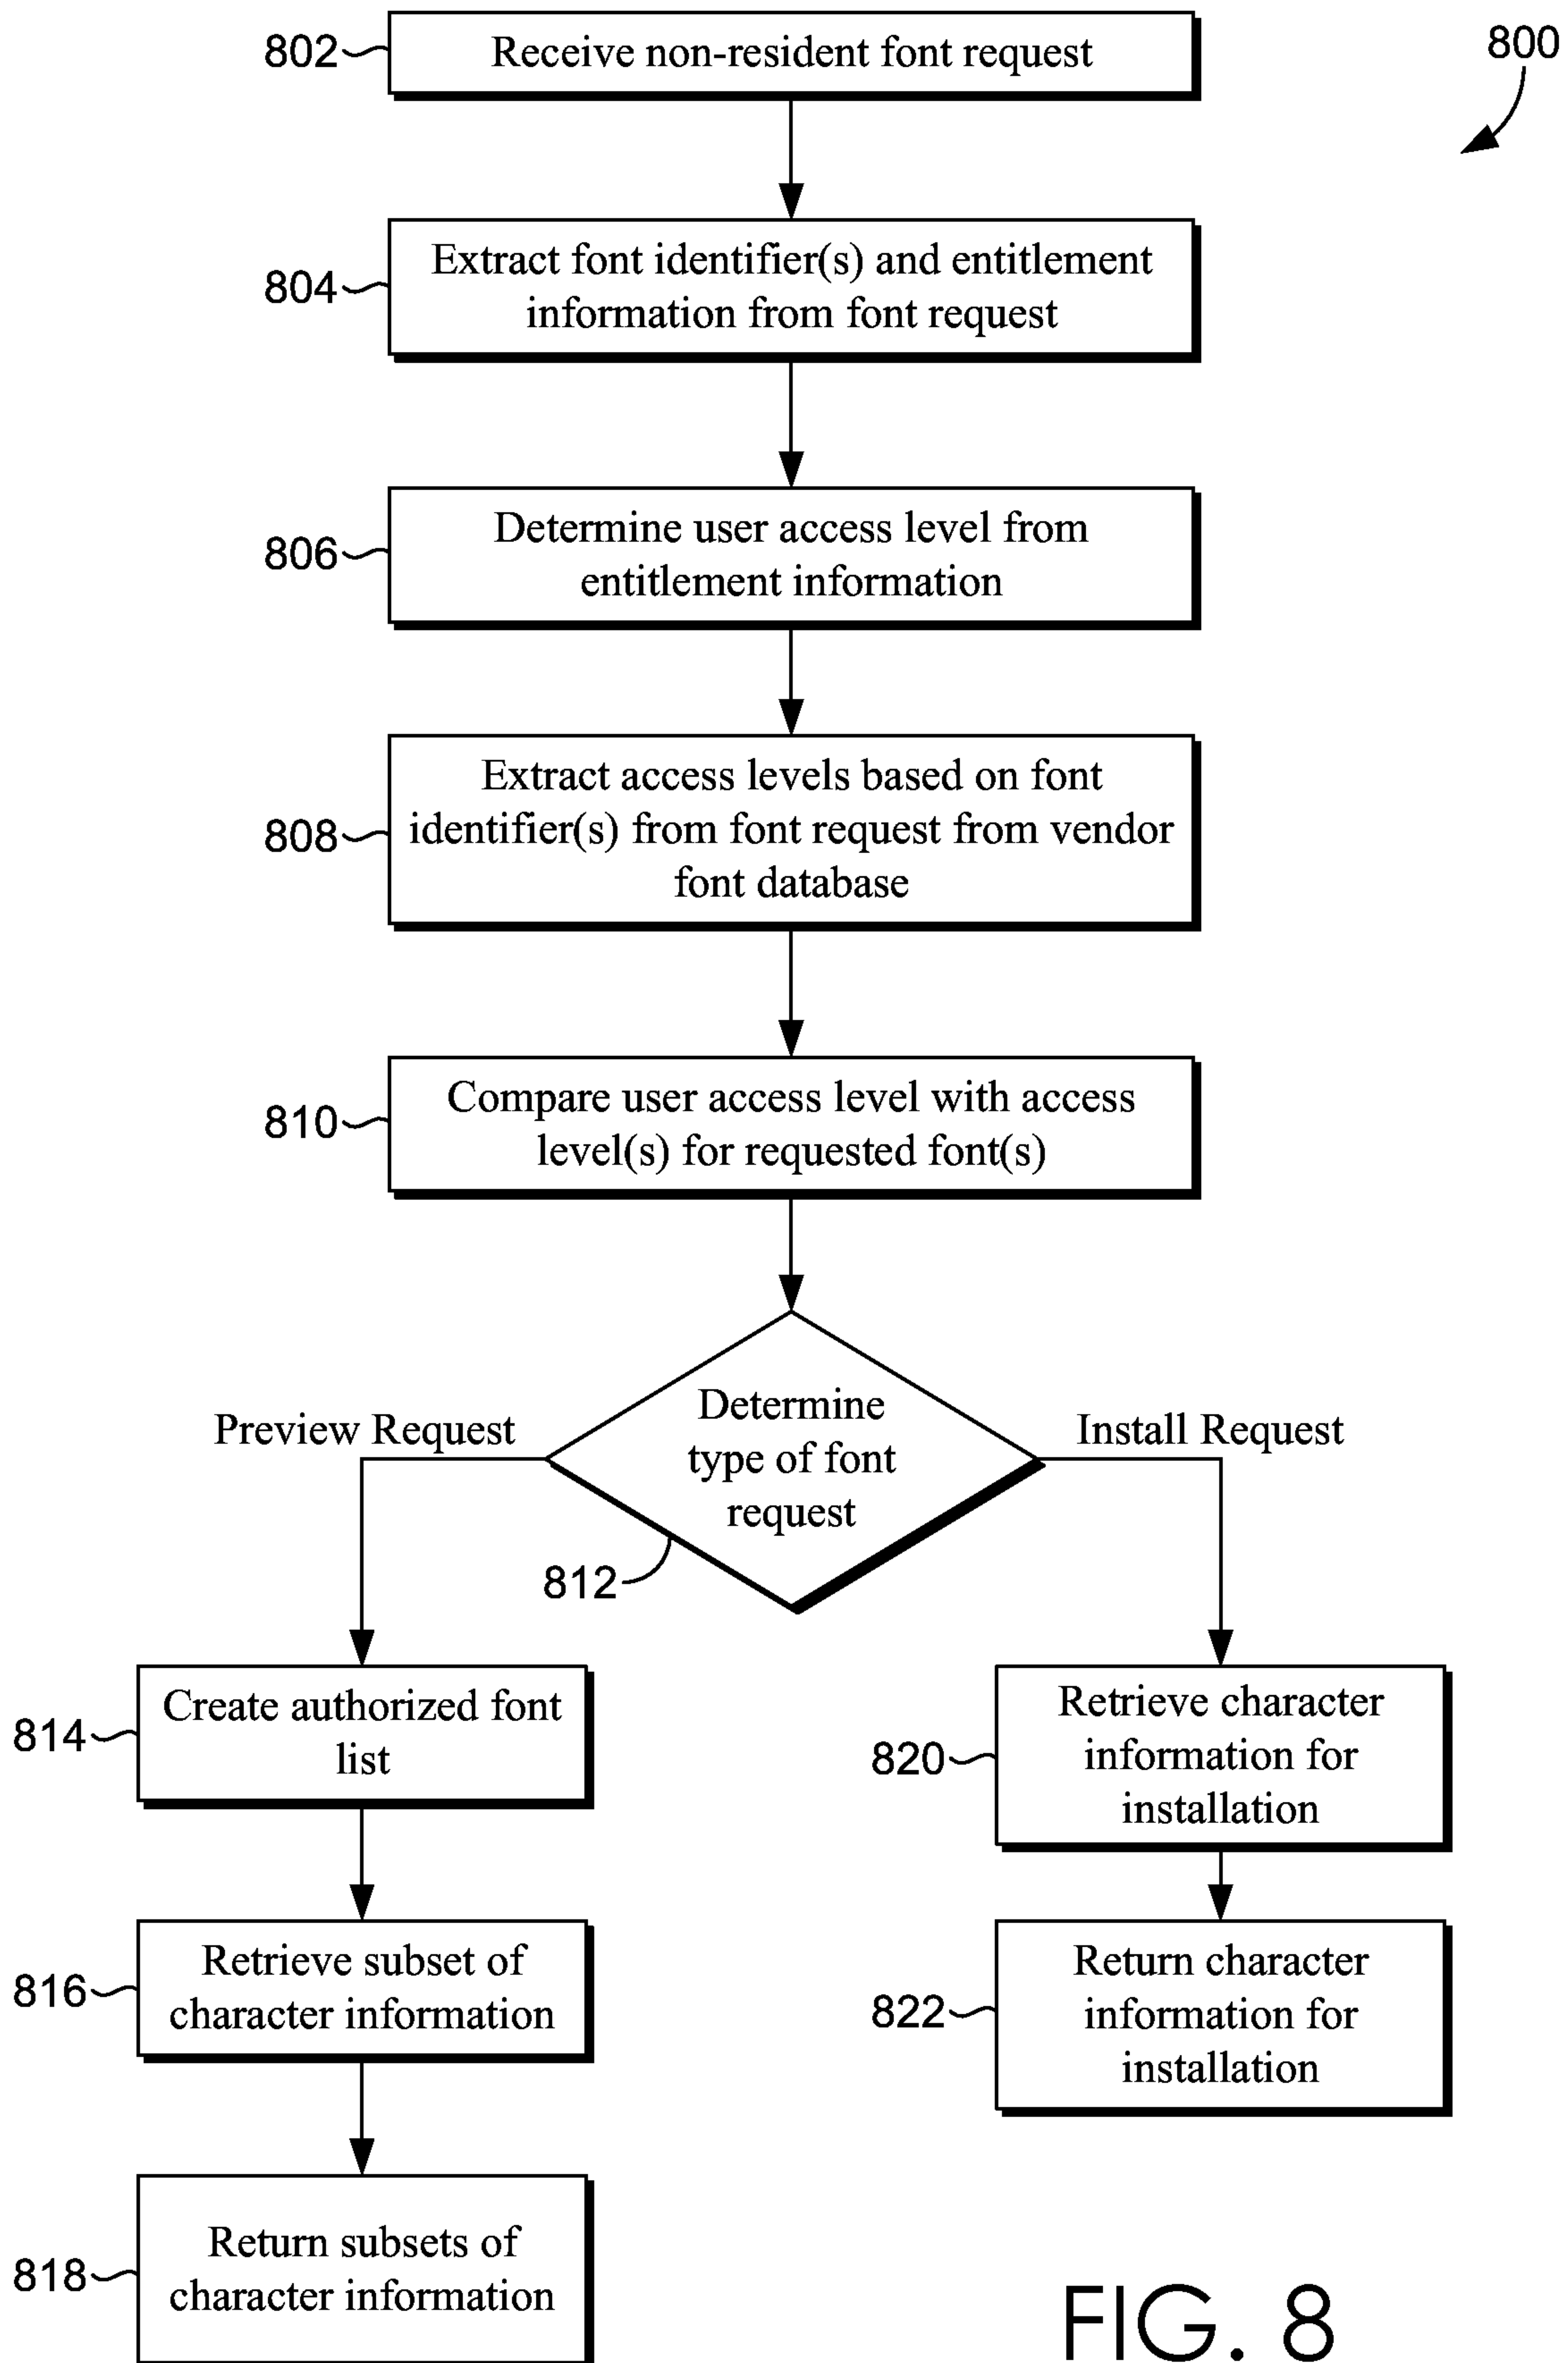 802
Receive non-resident font request
800
804
Extract font identifier(s) and entitlement
information from font request
806
Determine user access level from
entitlement information
808
Extract access levels based on font
identifier(s) from font request from vendor
font database
810
Compare user access level with access
level(s) for requested font(s)
Preview Request
Determine
type of font
request
Install Request
812
814
Create authorized font
list
816
Retrieve subset of
character information
818
Return subsets of
character information
820
Retrieve character
information for
installation
822
Return character
information for
installation
FIG. 8